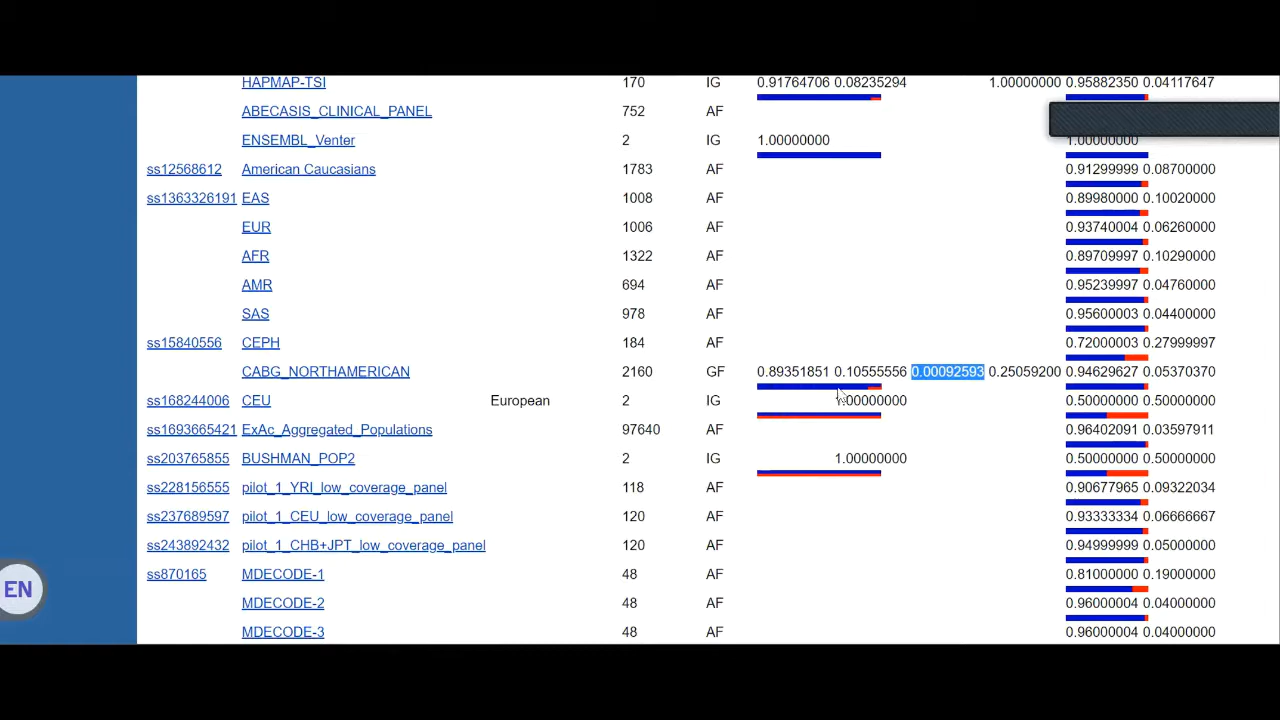 HAPMAP-TSI 170 IG 0.91764706 0.08235294 1.00000000 0.95882350 0.04117647
ABECASIS_CLINICAL_PANEL 752 AF
ENSEMBL_Venter 2 IG 1.00000000 1.00000000
ss12568612 American Caucasians 1783 AF 0.91299999 0.08700000
ss1363326191 EAS 1008 AF 0.89980000 0.10020000
EUR 1006 AF 0.93740004 0.06260000
AFR 1322 AF 0.89709997 0.10290000
AMR 694 AF 0.95239997 0.04760000
SAS 978 AF 0.95600003 0.04400000
ss15840556 CEPH 184 AF 0.72000003 0.27999997
CABG_NORTHAMERICAN 2160 GF 0.89351851 0.10555556 0.00092593 0.25059200 0.94629627 0.05370370
ss168244006 CEU European 2 IG 1.00000000 0.50000000 0.50000000
ss1693665421 ExAc_Aggregated_Populations 97640 AF 0.96402091 0.03597911
ss203765855 BUSHMAN_POP2 2 IG 1.00000000 0.50000000 0.50000000
ss228156555 pilot_1_YRI_low_coverage_panel 118 AF 0.90677965 0.09322034
ss237689597 pilot_1_CEU_low_coverage_panel 120 AF 0.93333334 0.06666667
ss243892432 pilot_1_CHB+JPT_low_coverage_panel 120 AF 0.94999999 0.05000000
ss870165 MDECODE-1 48 AF 0.81000000 0.19000000
EN
MDECODE-2 48 AF 0.96000004 0.04000000
MDECODE-3 48 AF 0.96000004 0.04000000